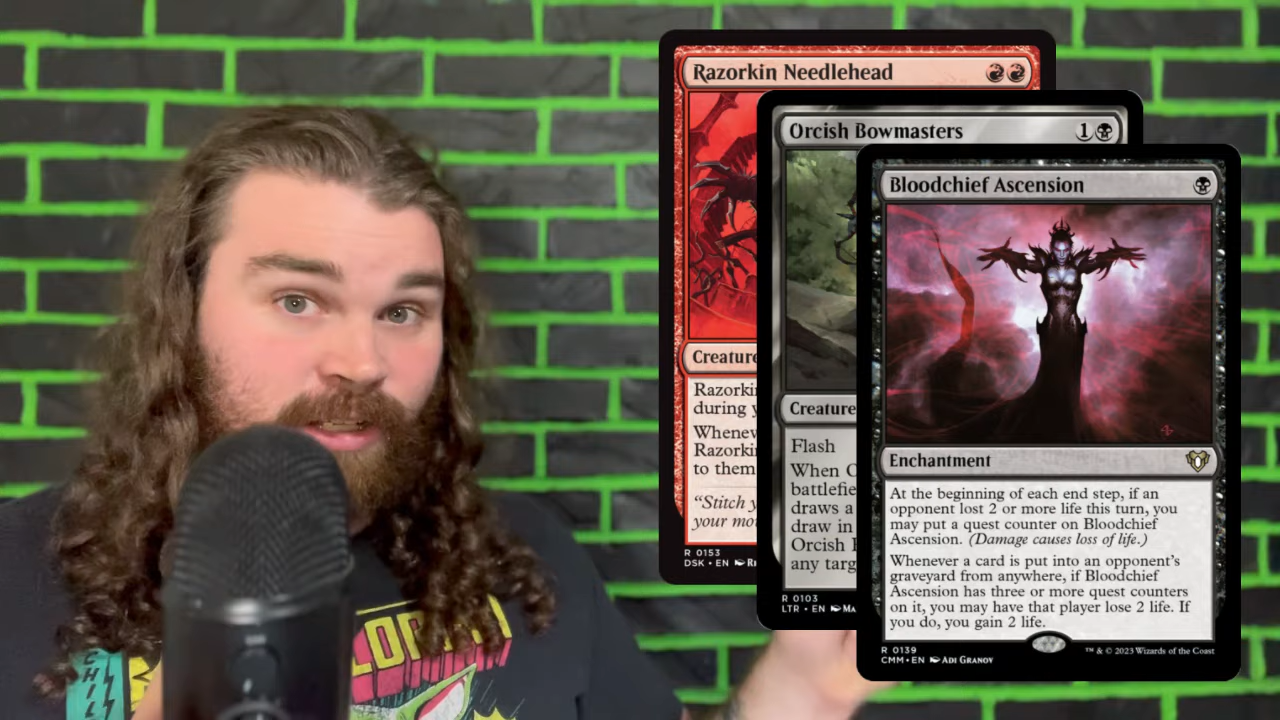 Razorkin Needlehead
Creature
during
Whenev
to them
"Stitch
your
R 0153
DSK • EN
Orcish Bowmasters
1
Creature
Flash
When
battlefie
draws a
draw in
Orcish
any targ
R 0103
LTR • EN
Bloodchief Ascension
Enchantment
At the beginning of each end step, if an
opponent lost 2 or more life this turn, you
may put a quest counter on Bloodchief
Ascension. (Damage causes loss of life.)
Whenever a card is put into an opponent's
graveyard from anywhere, if Bloodchief
Ascension has three or more quest counters
on it, you may have that player lose 2 life. If
you do, you gain 2 life.
R 0139
CMM • EN ADI GRANOV
™ & © 2023 Wizards of the Coast
CHILL